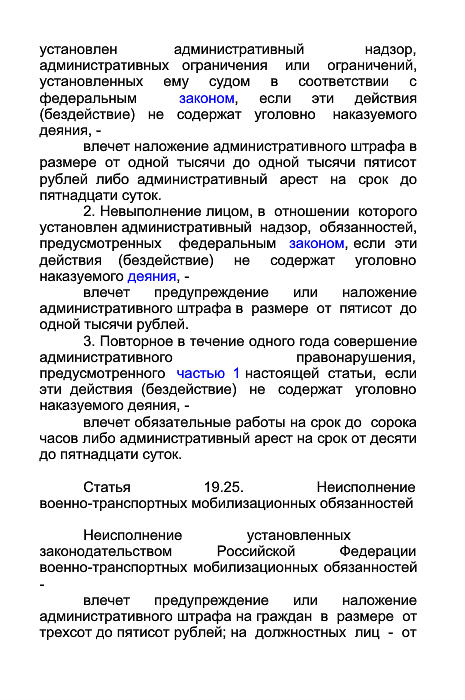 установлен административный надзор,
административных ограничения или ограничений,
установленных ему судом в соответствии с
федеральным законом, если эти действия
(бездействие) не содержат уголовно наказуемого
деяния, -
влечет наложение административного штрафа в
размере от одной тысячи до одной тысячи пятисот
рублей либо административный арест на срок до
пятнадцати суток.
2. Невыполнение лицом, в отношении которого
установлен административный надзор, обязанностей,
предусмотренных федеральным законом, если эти
действия (бездействие) не содержат уголовно
наказуемого деяния, -
влечет предупреждение или наложение
административного штрафа в размере от пятисот до
одной тысячи рублей.
3. Повторное в течение одного года совершение
административного правонарушения,
предусмотренного частью 1 настоящей статьи, если
эти действия (бездействие) не содержат уголовно
наказуемого деяния, -
влечет обязательные работы на срок до сорока
часов либо административный арест на срок от десяти
до пятнадцати суток.
Статья 19.25. Неисполнение
военно-транспортных мобилизационных обязанностей
Неисполнение установленных
законодательством Российской Федерации
военно-транспортных мобилизационных обязанностей
-
влечет предупреждение или наложение
административного штрафа на граждан в размере от
трехсот до пятисот рублей; на должностных лиц - от